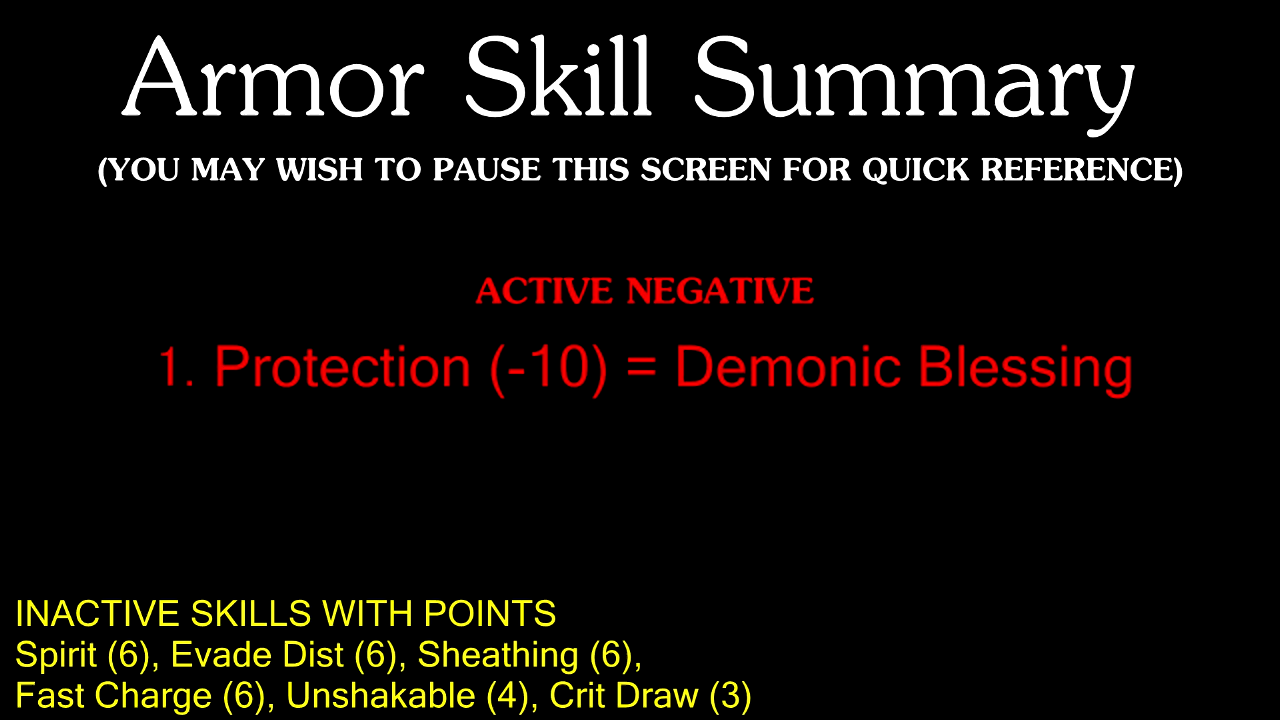 Armor Skill Summary
(YOU MAY WISH TO PAUSE THIS SCREEN FOR QUICK REFERENCE)
ACTIVE NEGATIVE
1. Protection (-10) = Demonic Blessing
INACTIVE SKILLS WITH POINTS
Spirit (6), Evade Dist (6), Sheathing (6),
Fast Charge (6), Unshakable (4), Crit Draw (3)